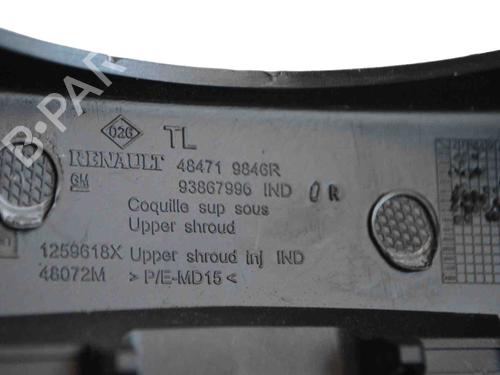 B-PAR
02G TL
RENAULT 48471 9846R
GM 93867996 IND 0 R
Coquille sup sous
Upper shroud
1259618X Upper shroud inj IND
48072M >P/E-MD15<